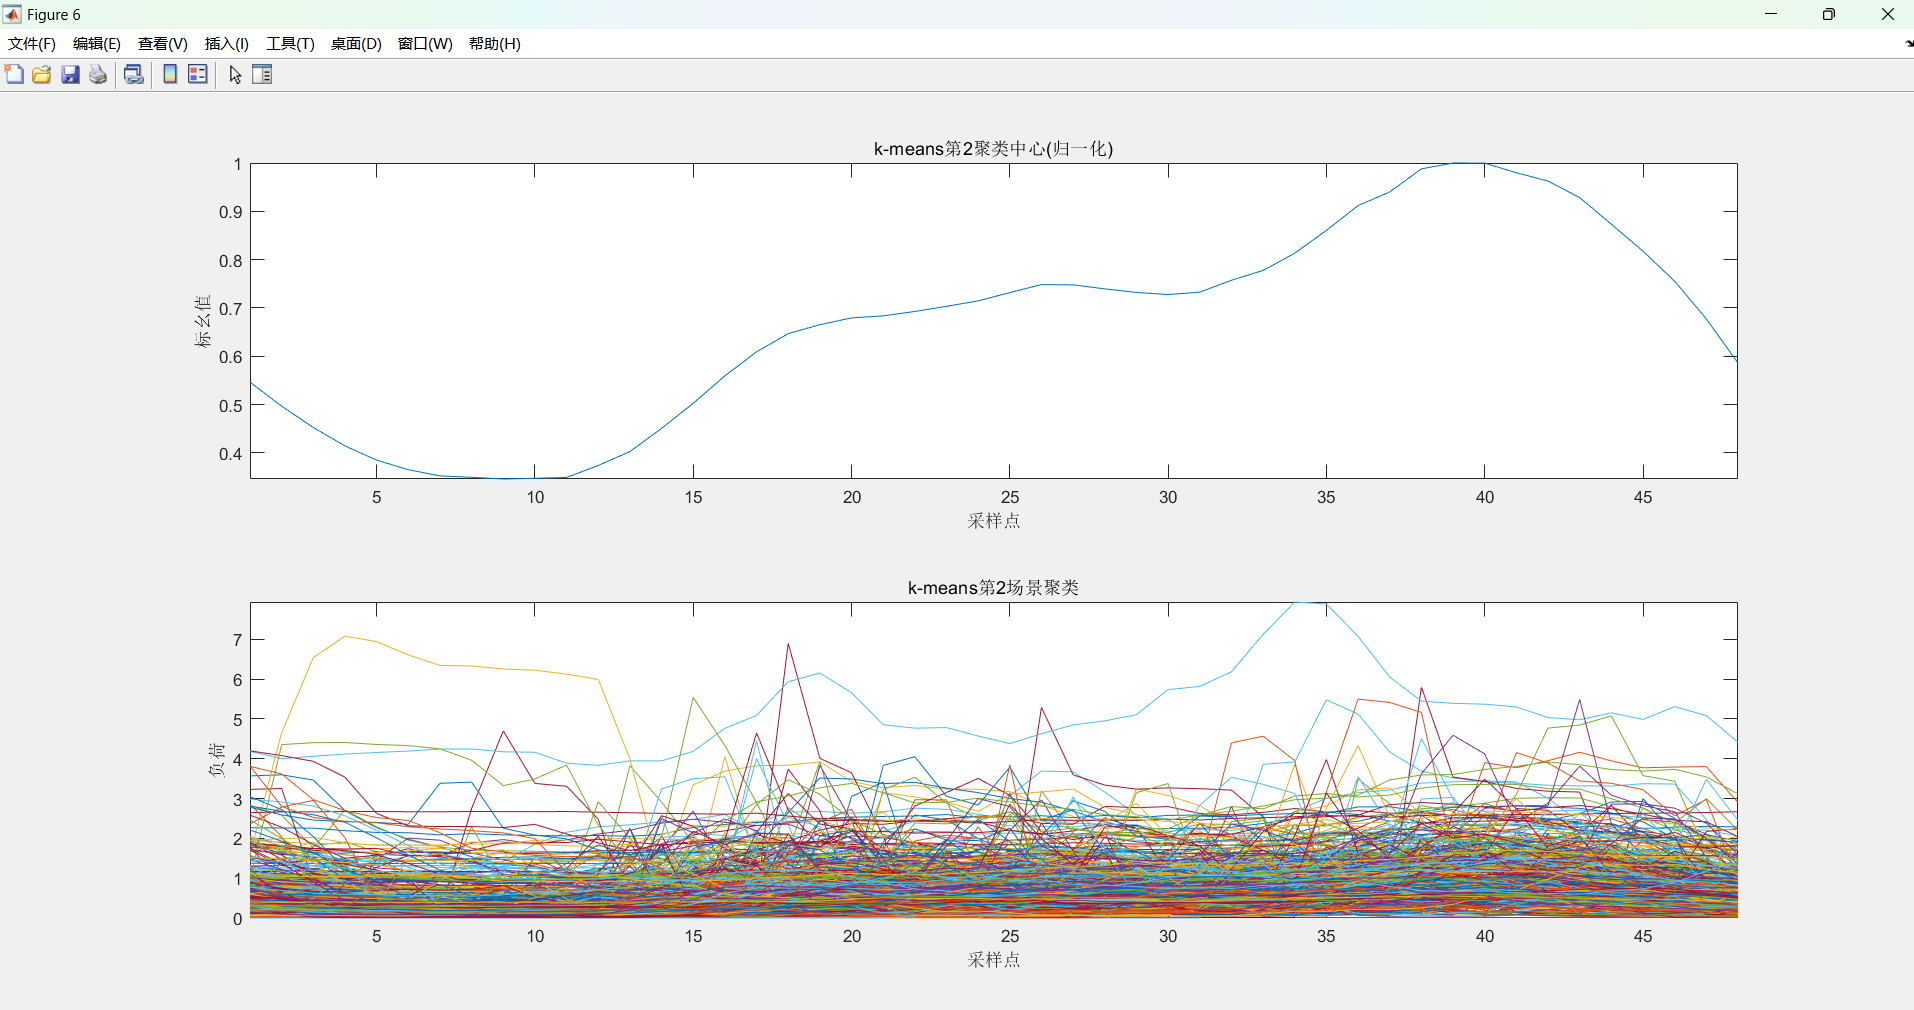 Figure 6
文件(F) 编辑(E) 查看(V) 插入(I) 工具(T) 桌面(D) 窗口(W) 帮助(H)
k-means第2聚类中心(归一化)
1
0.9
0.8
0.7
0.6
0.5
0.4
标幺值
5 10 15 20 25 30 35 40 45
采样点
k-means第2场景聚类
7
6
5
4
3
2
1
0
负荷
5 10 15 20 25 30 35 40 45
采样点